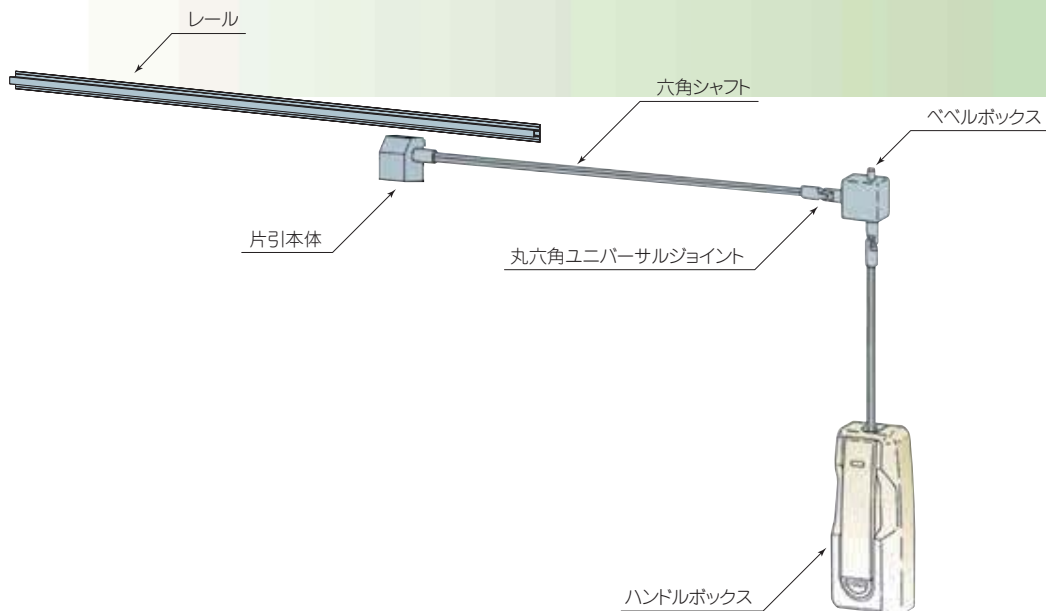 レール
六角シャフト
ベベルボックス
片引本体
丸六角ユニバーサルジョイント
ハンドルボックス